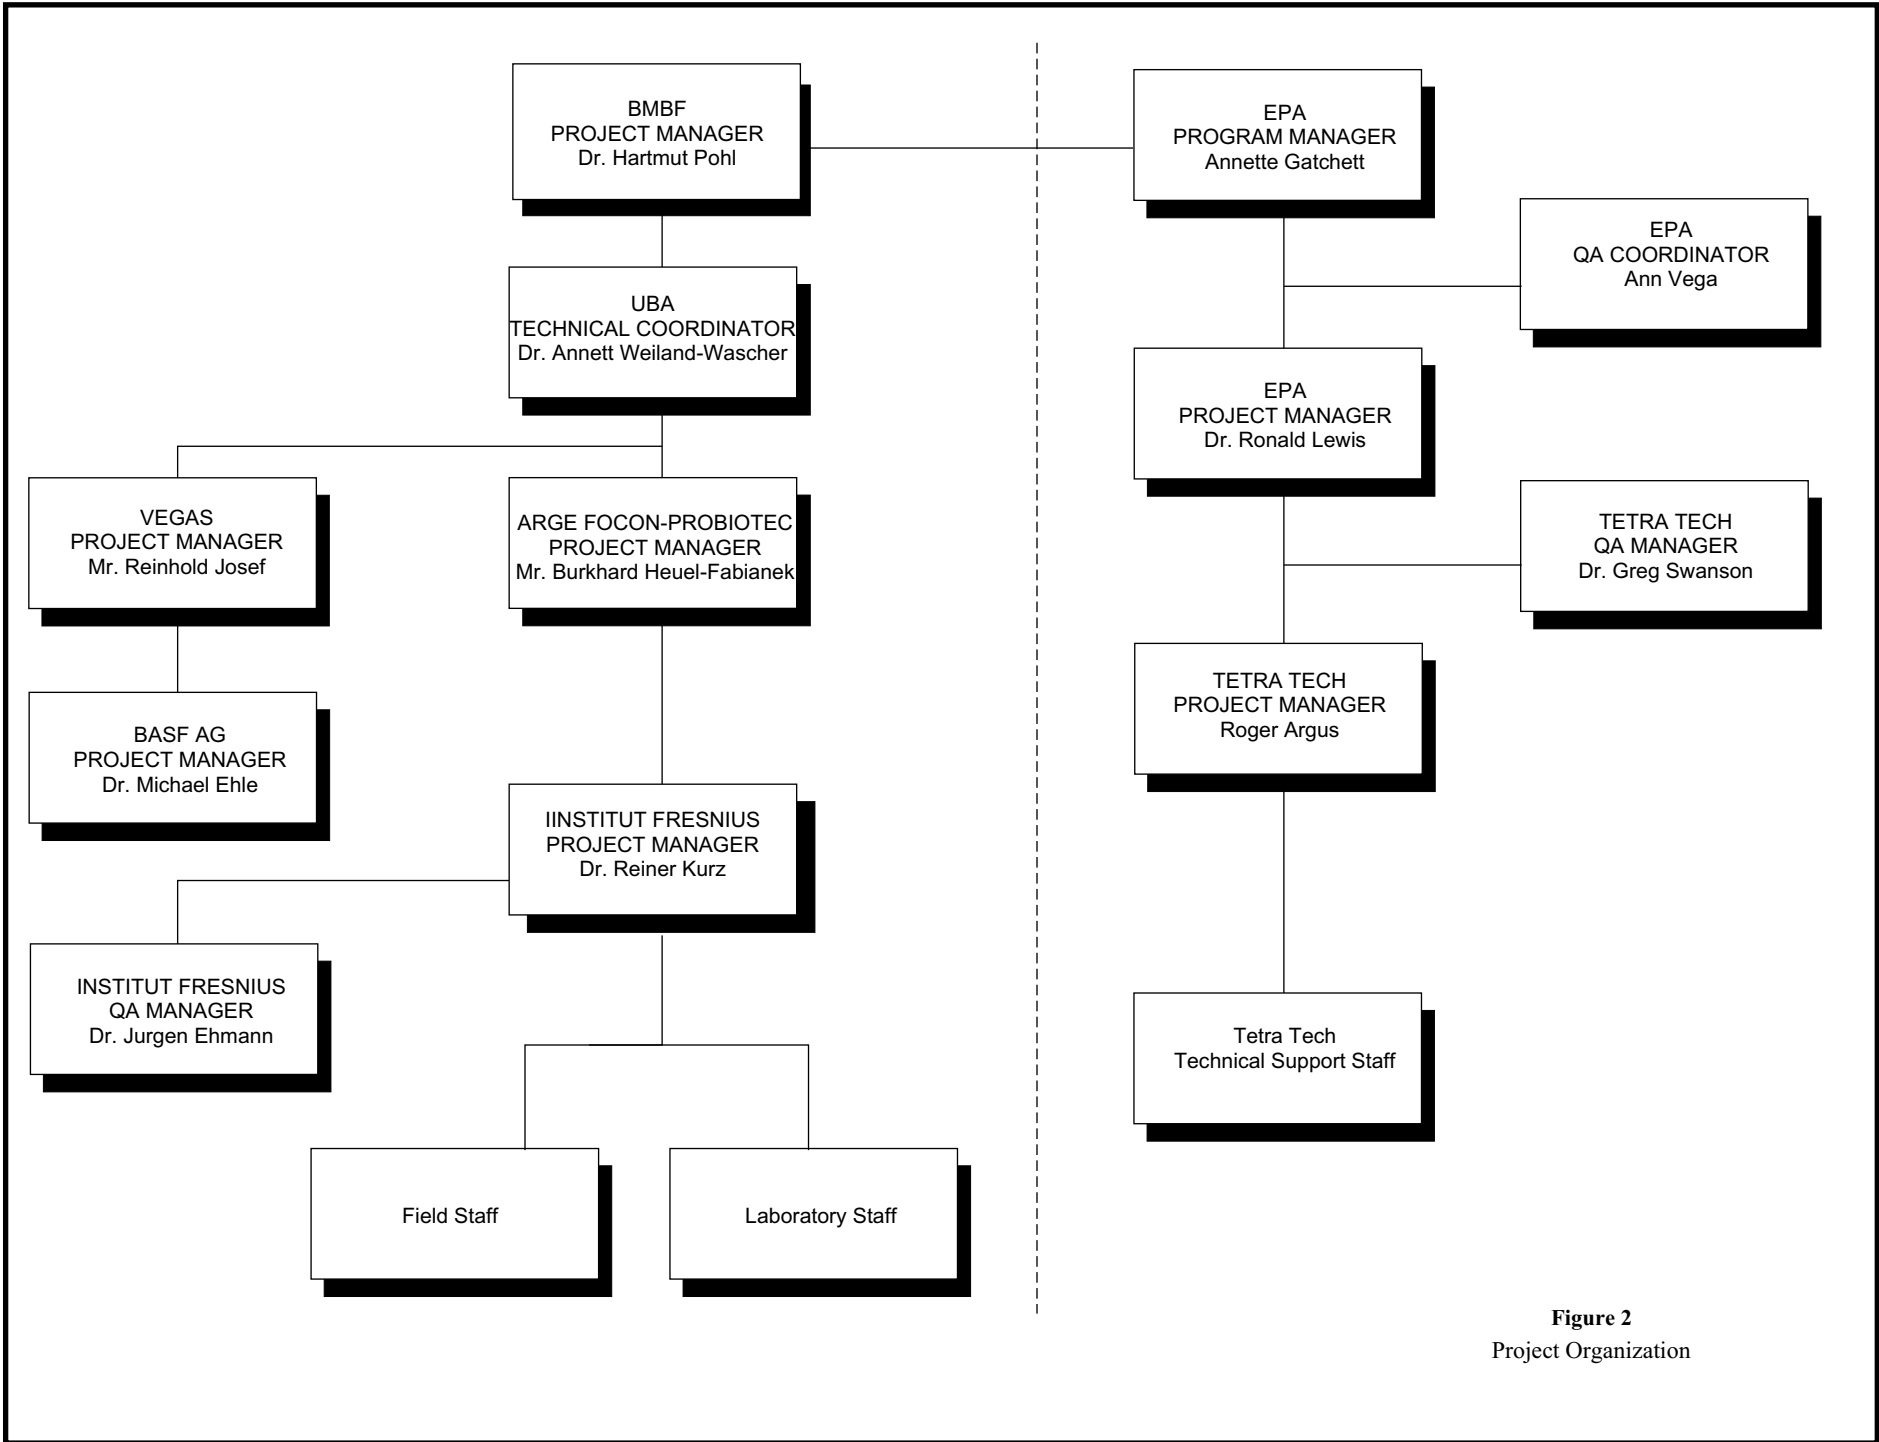 BMBF
PROJECT MANAGER
Dr. Hartmut Pohl
EPA
PROGRAM MANAGER
Annette Gatchett
EPA
QA COORDINATOR
Ann Vega
UBA
TECHNICAL COORDINATOR
Dr. Annett Weiland-Wascher
EPA
PROJECT MANAGER
Dr. Ronald Lewis
VEGAS
PROJECT MANAGER
Mr. Reinhold Josef
ARGE FOCON-PROBIOTEC
PROJECT MANAGER
Mr. Burkhard Heuel-Fabianek
TETRA TECH
QA MANAGER
Dr. Greg Swanson
BASF AG
PROJECT MANAGER
Dr. Michael Ehle
TETRA TECH
PROJECT MANAGER
Roger Argus
IINSTITUT FRESNIUS
PROJECT MANAGER
Dr. Reiner Kurz
INSTITUT FRESNIUS
QA MANAGER
Dr. Jurgen Ehmann
Tetra Tech
Technical Support Staff
Field Staff
Laboratory Staff
Figure 2
Project Organization